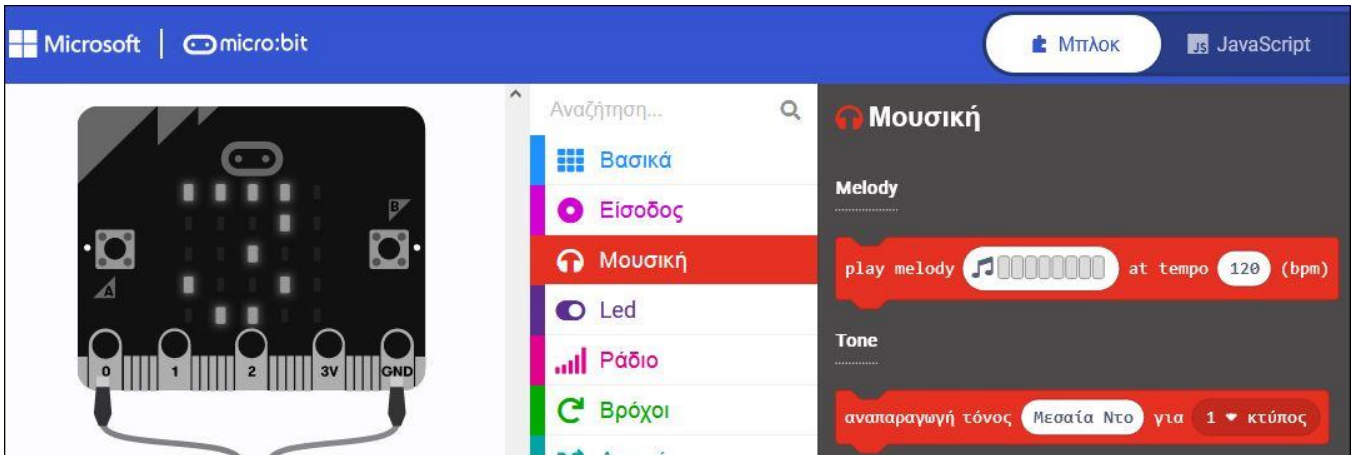 Microsoft micro:bit Μπλοκ JavaScript
Αναζήτηση...
Βασικά
Είσοδος
Μουσική
Led
Ράδιο
Βρόχοι
B
A
0 1 2 3V GND
Μουσική
Melody
play melody at tempo 120 (bpm)
Tone
αναπαραγωγή τόνος Μεσαία Ντο για 1 κτύπος